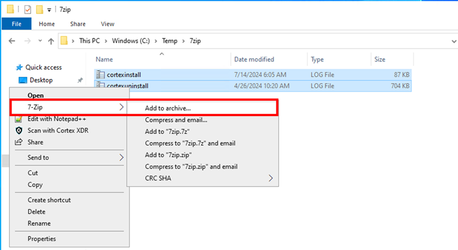 7zip
File Home Share View
This PC > Windows (C:) > Temp > 7zip
Name Date modified Type Size
Quick access
Desktop
cortexinstall 7/14/2024 6:05 AM LOG File 87 KB
cortexuninstall 4/26/2024 10:20 AM LOG File 704 KB
Open
7-Zip
Edit with Notepad++
Scan with Cortex XDR
Share
Send to
Cut
Copy
Create shortcut
Delete
Rename
Properties
Add to archive...
Compress and email...
Add to "7zip.7z"
Compress to "7zip.7z" and email
Add to "7zip.zip"
Compress to "7zip.zip" and email
CRC SHA